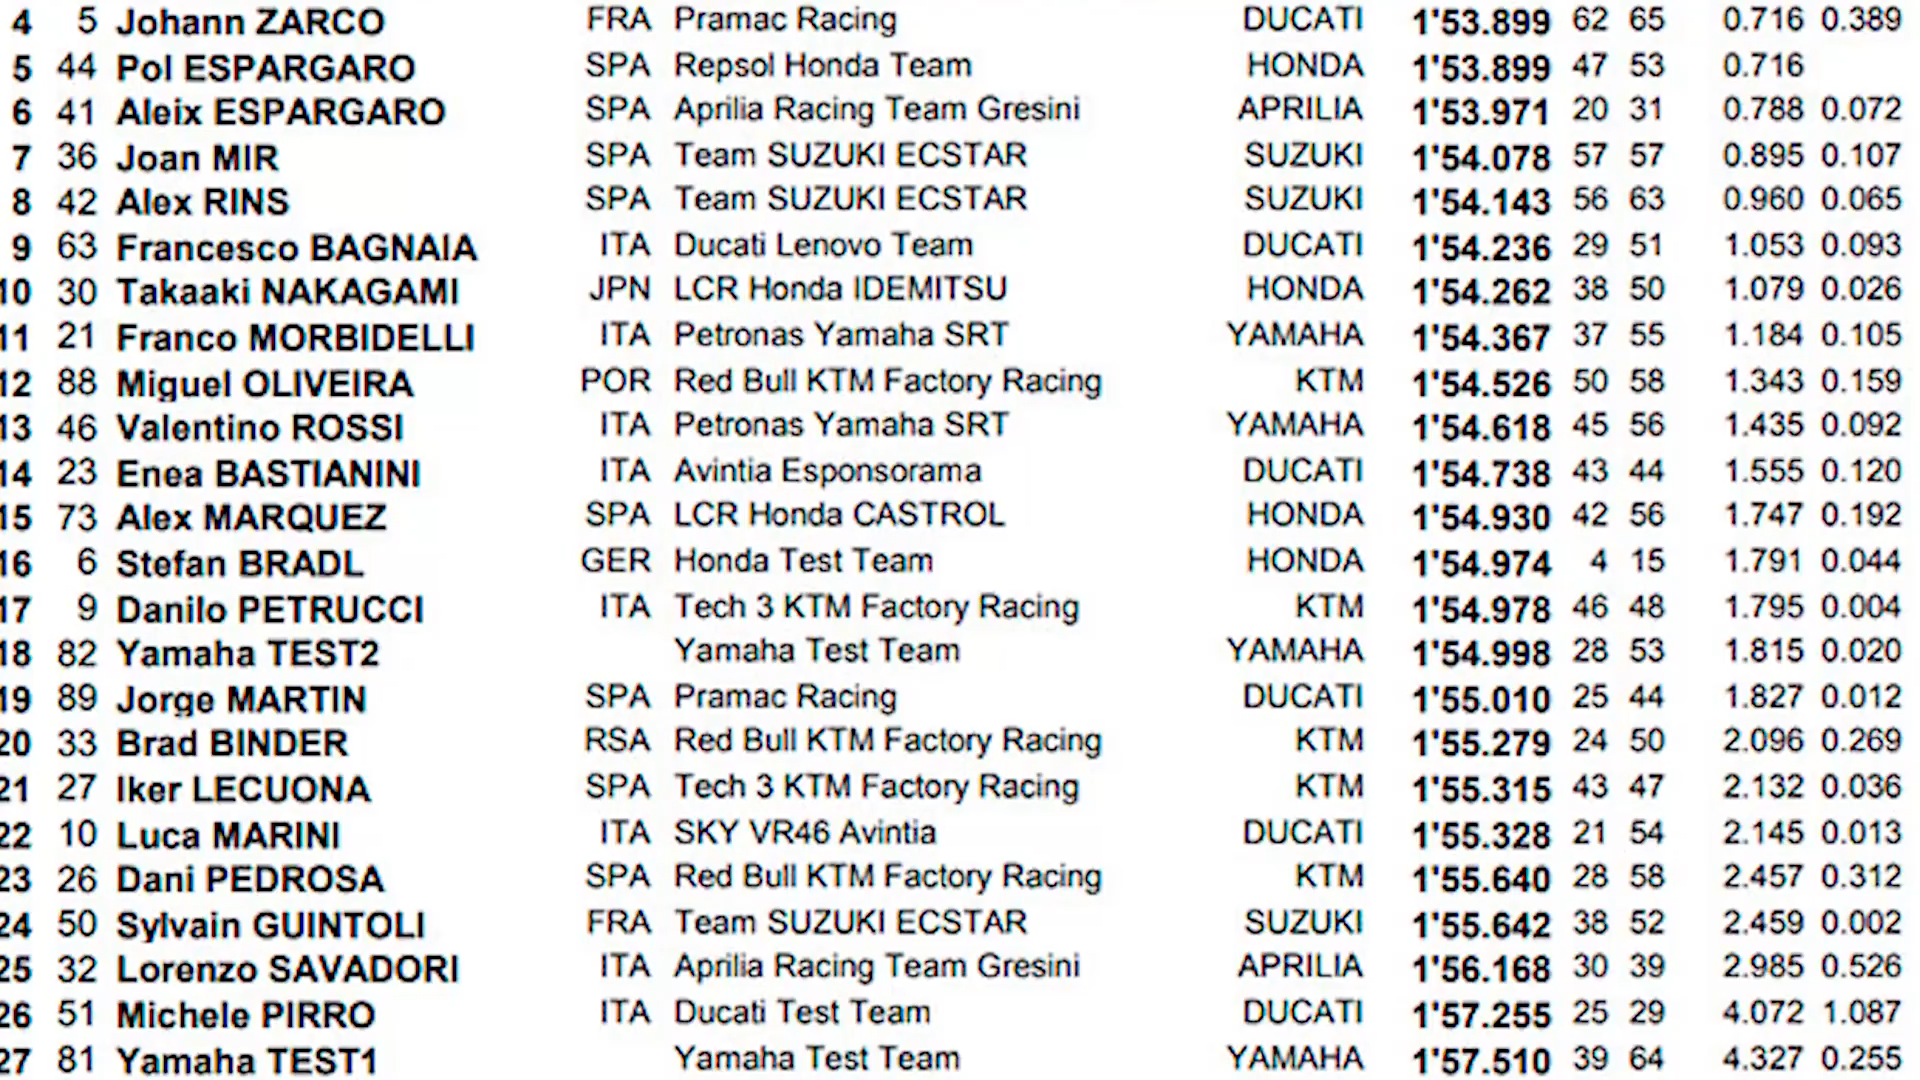 4 5 Johann ZARCO FRA Pramac Racing DUCATI 1'53.899 62 65 0.716 0.389
5 44 Pol ESPARGARO SPA Repsol Honda Team HONDA 1'53.899 47 53 0.716
6 41 Aleix ESPARGARO SPA Aprilia Racing Team Gresini APRILIA 1'53.971 20 31 0.788 0.072
7 36 Joan MIR SPA Team SUZUKI ECSTAR SUZUKI 1'54.078 57 57 0.895 0.107
8 42 Alex RINS SPA Team SUZUKI ECSTAR SUZUKI 1'54.143 56 63 0.960 0.065
9 63 Francesco BAGNAIA ITA Ducati Lenovo Team DUCATI 1'54.236 29 51 1.053 0.093
10 30 Takaaki NAKAGAMI JPN LCR Honda IDEMITSU HONDA 1'54.262 38 50 1.079 0.026
11 21 Franco MORBIDELLI ITA Petronas Yamaha SRT YAMAHA 1'54.367 37 55 1.184 0.105
12 88 Miguel OLIVEIRA POR Red Bull KTM Factory Racing KTM 1'54.526 50 58 1.343 0.159
13 46 Valentino ROSSI ITA Petronas Yamaha SRT YAMAHA 1'54.618 45 56 1.435 0.092
14 23 Enea BASTIANINI ITA Avintia Esponsorama DUCATI 1'54.738 43 44 1.555 0.120
15 73 Alex MARQUEZ SPA LCR Honda CASTROL HONDA 1'54.930 42 56 1.747 0.192
16 6 Stefan BRADL GER Honda Test Team HONDA 1'54.974 4 15 1.791 0.044
17 9 Danilo PETRUCCI ITA Tech 3 KTM Factory Racing KTM 1'54.978 46 48 1.795 0.004
18 82 Yamaha TEST2 Yamaha Test Team YAMAHA 1'54.998 28 53 1.815 0.020
19 89 Jorge MARTIN SPA Pramac Racing DUCATI 1'55.010 25 44 1.827 0.012
20 33 Brad BINDER RSA Red Bull KTM Factory Racing KTM 1'55.279 24 50 2.096 0.269
21 27 Iker LECUONA SPA Tech 3 KTM Factory Racing KTM 1'55.315 43 47 2.132 0.036
22 10 Luca MARINI ITA SKY VR46 Avintia DUCATI 1'55.328 21 54 2.145 0.013
23 26 Dani PEDROSA SPA Red Bull KTM Factory Racing KTM 1'55.640 28 58 2.457 0.312
24 50 Sylvain GUINTOLI FRA Team SUZUKI ECSTAR SUZUKI 1'55.642 38 52 2.459 0.002
25 32 Lorenzo SAVADORI ITA Aprilia Racing Team Gresini APRILIA 1'56.168 30 39 2.985 0.526
26 51 Michele PIRRO ITA Ducati Test Team DUCATI 1'57.255 25 29 4.072 1.087
27 81 Yamaha TEST1 Yamaha Test Team YAMAHA 1'57.510 39 64 4.327 0.255